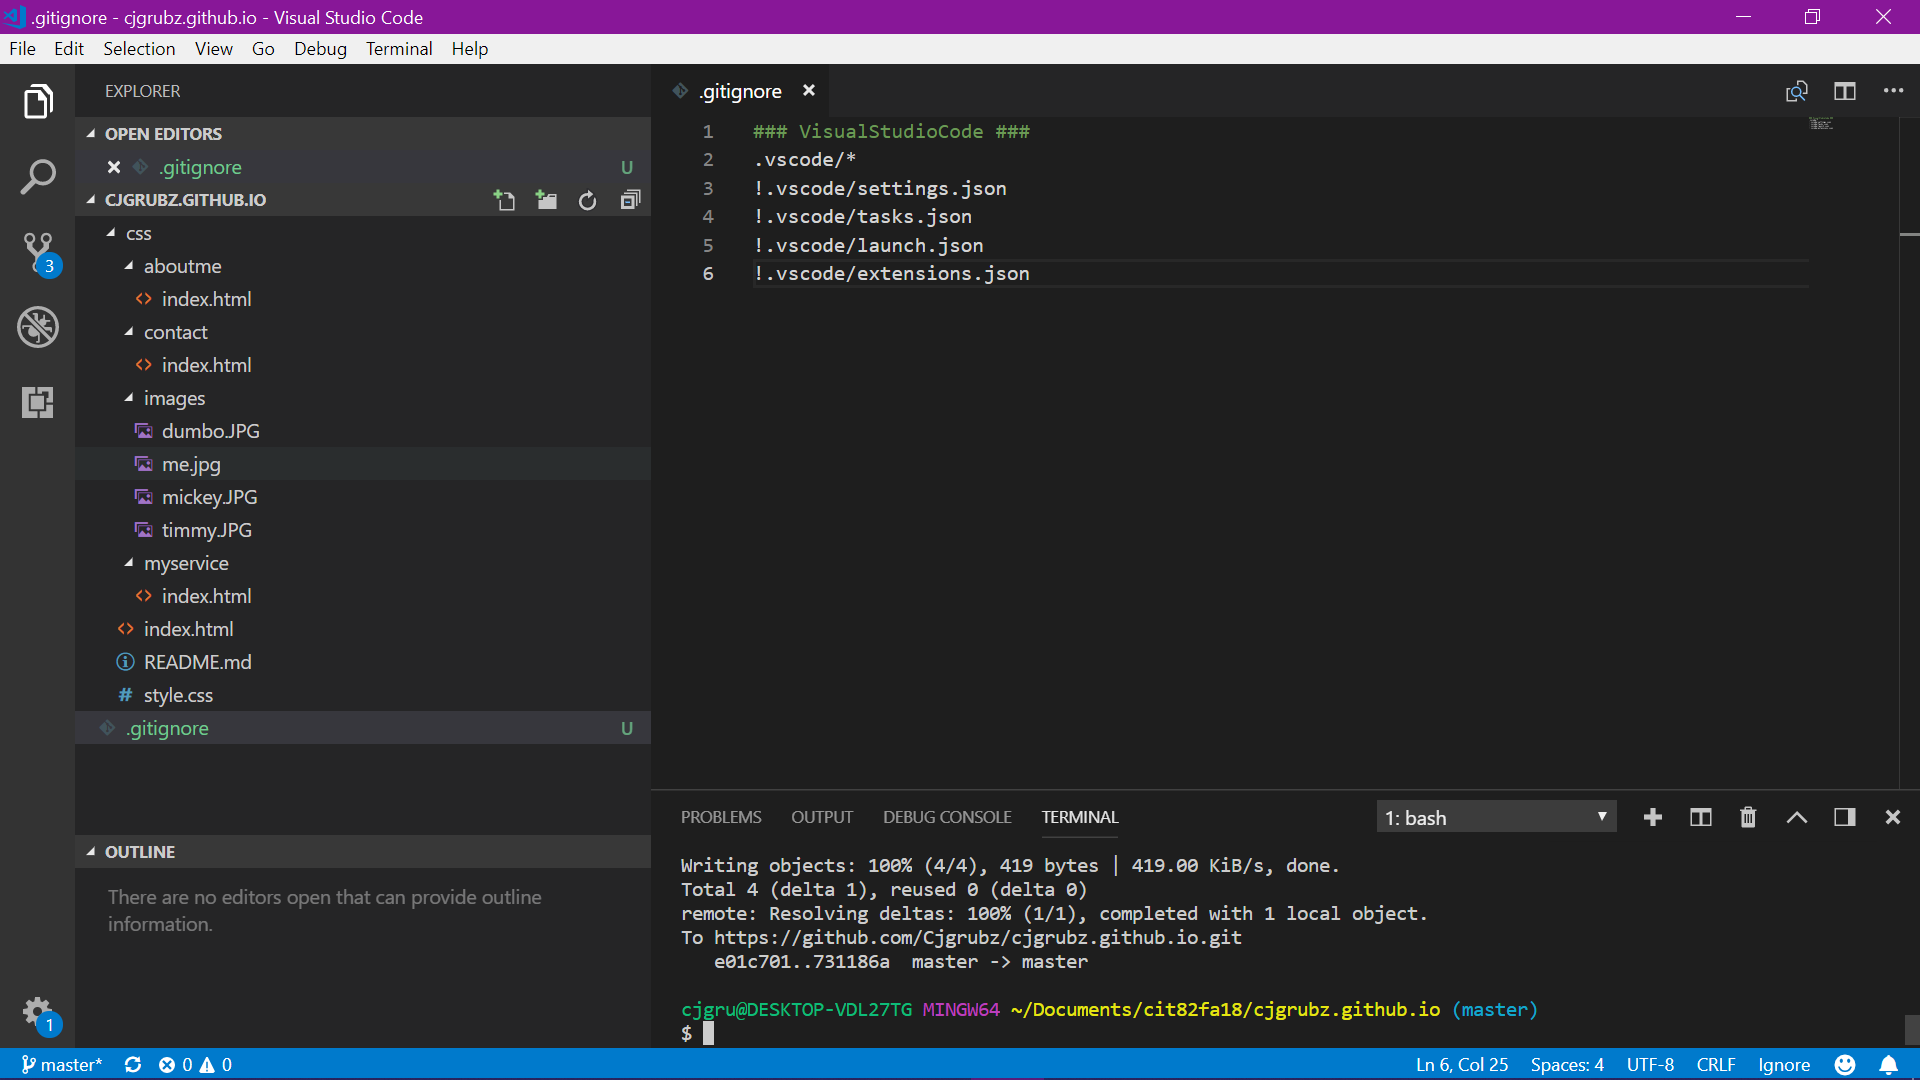 .gitignore - cjgrubz.github.io - Visual Studio Code
File Edit Selection View Go Debug Terminal Help
EXPLORER
OPEN EDITORS
.gitignore U
CJGRUBZ.GITHUB.IO
css
aboutme
index.html
contact
index.html
images
dumbo.JPG
me.jpg
mickey.JPG
timmy.JPG
myservice
index.html
index.html
README.md
style.css
.gitignore U
OUTLINE
There are no editors open that can provide outline
information.
3
1
.gitignore
1 ### VisualStudioCode ###
2 .vscode/*
3 !.vscode/settings.json
4 !.vscode/tasks.json
5 !.vscode/launch.json
6 !.vscode/extensions.json
PROBLEMS OUTPUT DEBUG CONSOLE TERMINAL 1: bash
Writing objects: 100% (4/4), 419 bytes | 419.00 KiB/s, done.
Total 4 (delta 1), reused 0 (delta 0)
remote: Resolving deltas: 100% (1/1), completed with 1 local object.
To https://github.com/Cjgrubz/cjgrubz.github.io.git
e01c701..731186a master -> master
cjgru@DESKTOP-VDL27TG MINGW64 ~/Documents/cit82fa18/cjgrubz.github.io (master)
$
master* 0 0 Ln 6, Col 25 Spaces: 4 UTF-8 CRLF Ignore